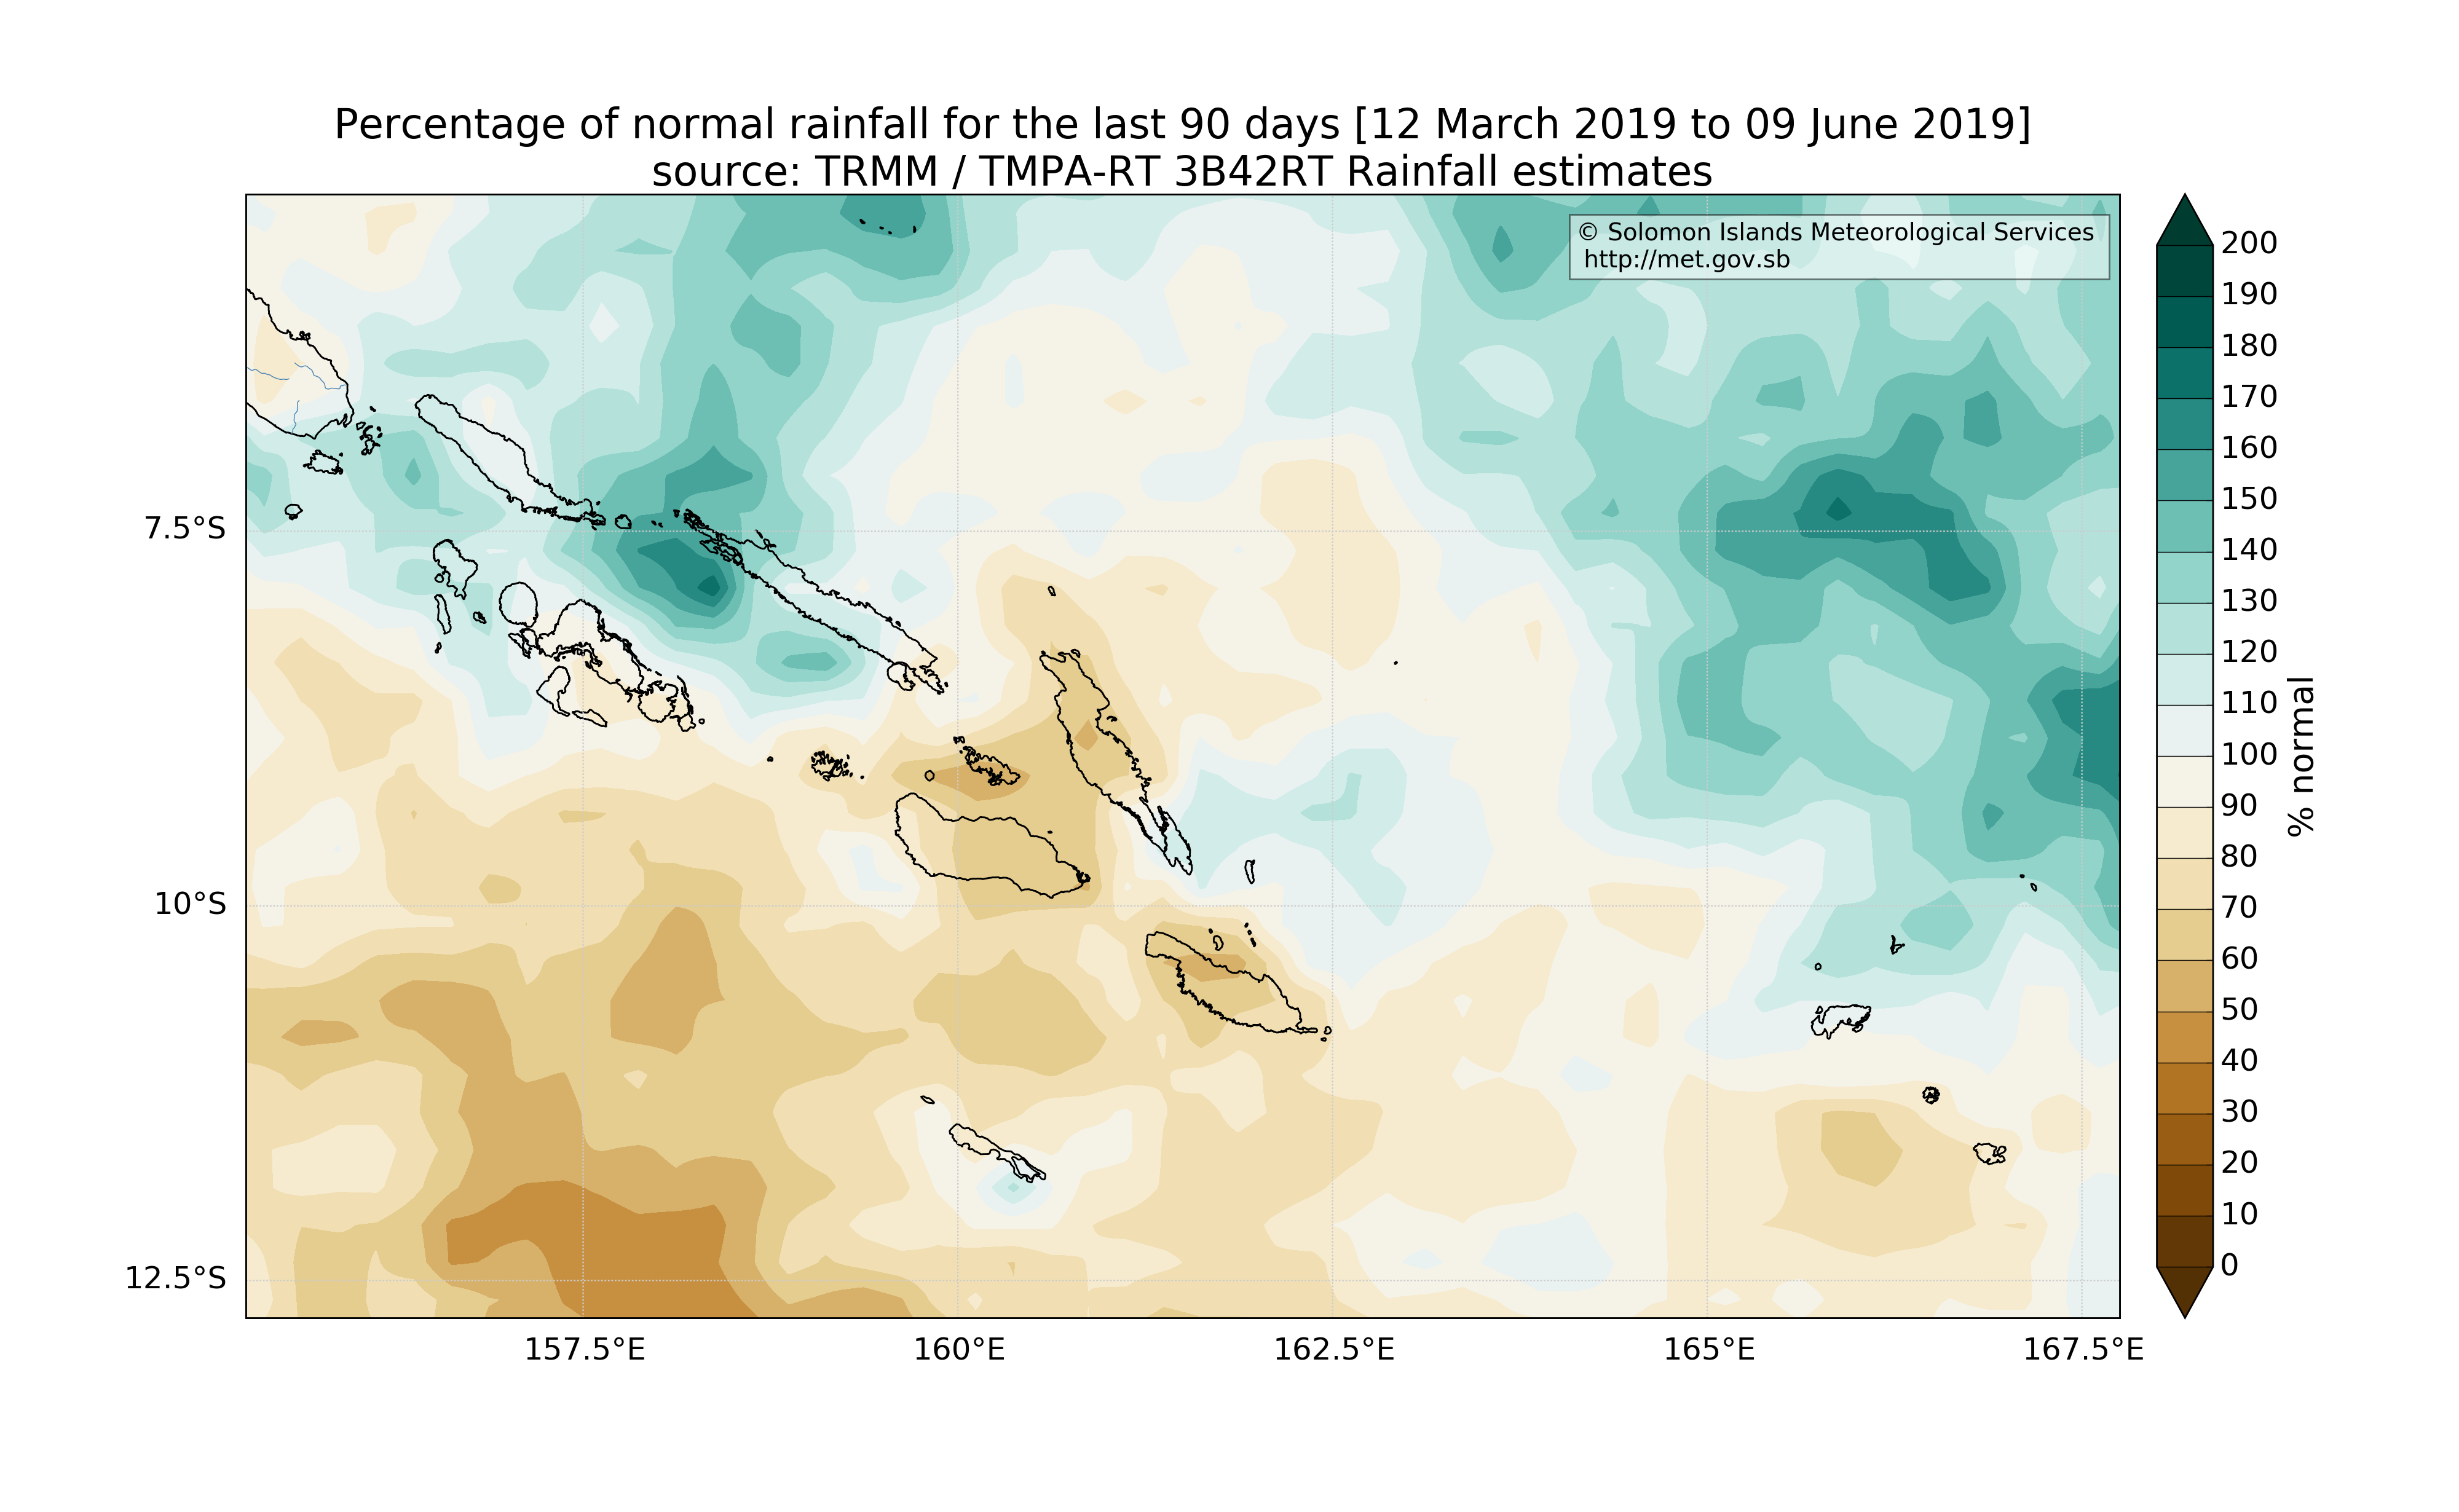 Percentage of normal rainfall for the last 90 days [12 March 2019 to 09 June 2019]
source: TRMM / TMPA-RT 3B42RT Rainfall estimates
© Solomon Islands Meteorological Services
http://met.gov.sb
7.5°S
10°S
12.5°S
157.5°E
160°E
162.5°E
165°E
167.5°E
200
190
180
170
160
150
140
130
120
110
100
90
80
70
60
50
40
30
20
10
0
% normal